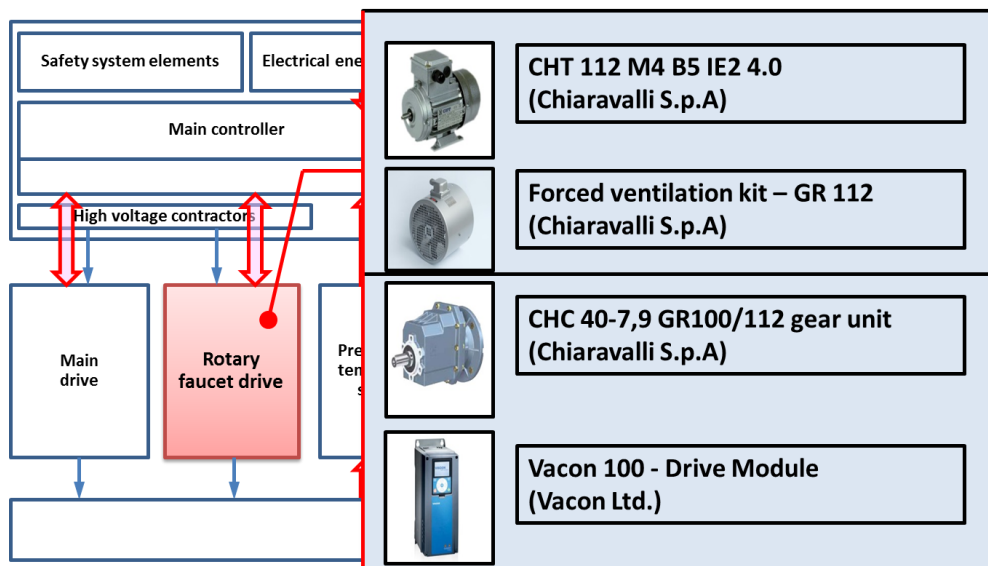 Safety system elements
Electrical ene
Main controller
High voltage contractors
Main
drive
Rotary
faucet drive
Pre
ten
s
CHT 112 M4 B5 IE2 4.0
(Chiaravalli S.p.A)
Forced ventilation kit – GR 112
(Chiaravalli S.p.A)
CHC 40-7,9 GR100/112 gear unit
(Chiaravalli S.p.A)
Vacon 100 - Drive Module
(Vacon Ltd.)